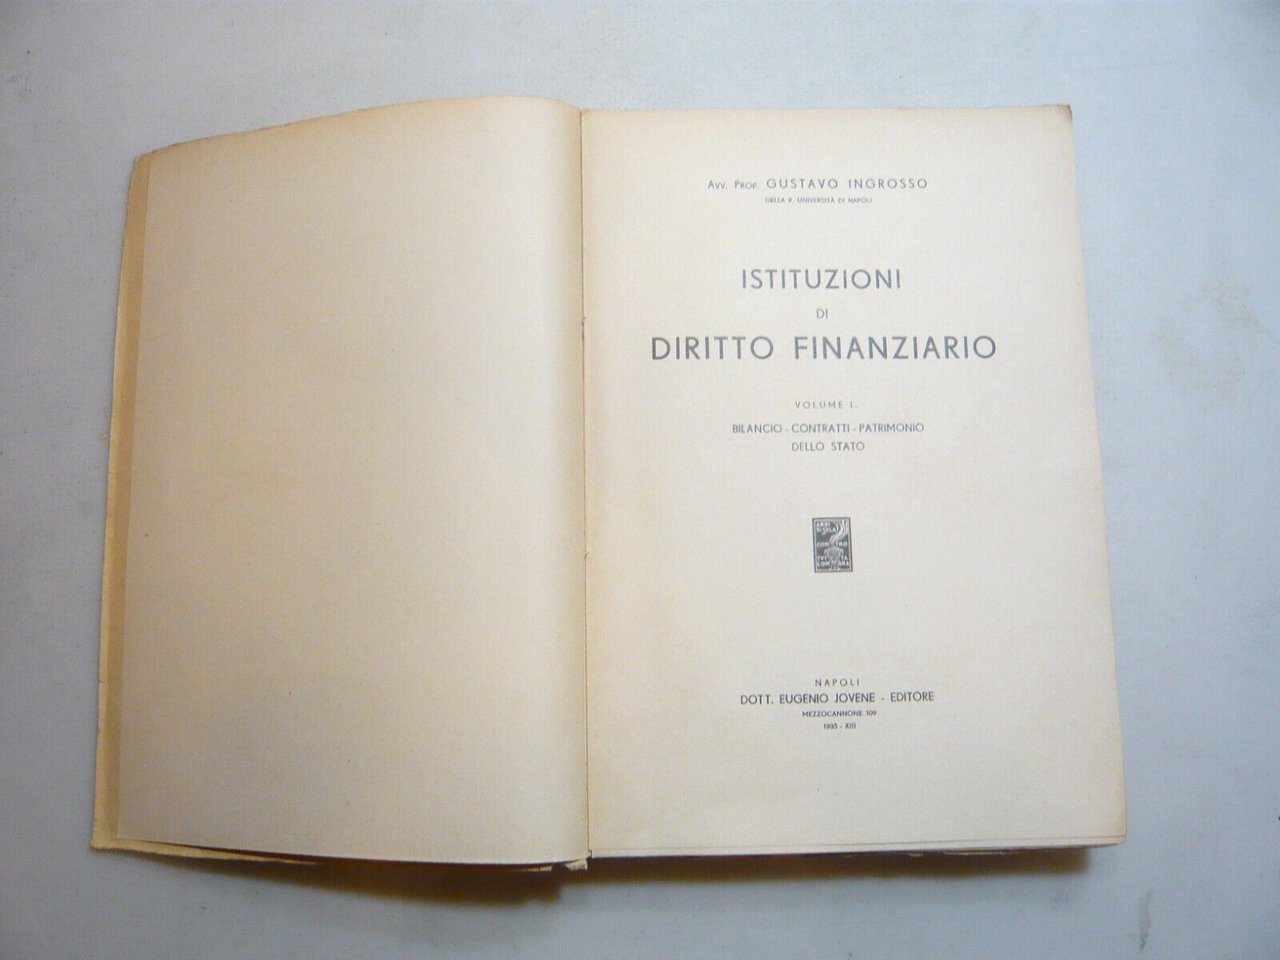 AVV. PROF. GUSTAVO INGROSSO
DELLA R. UNIVERSITÀ DI NAPOLI
ISTITUZIONI
DI
DIRITTO FINANZIARIO
VOLUME I.
BILANCIO - CONTRATTI - PATRIMONIO
DELLO STATO
NAPOLI
DOTT. EUGENIO JOVENE - EDITORE
MEZZOCANNONE 109
1935 - XIII